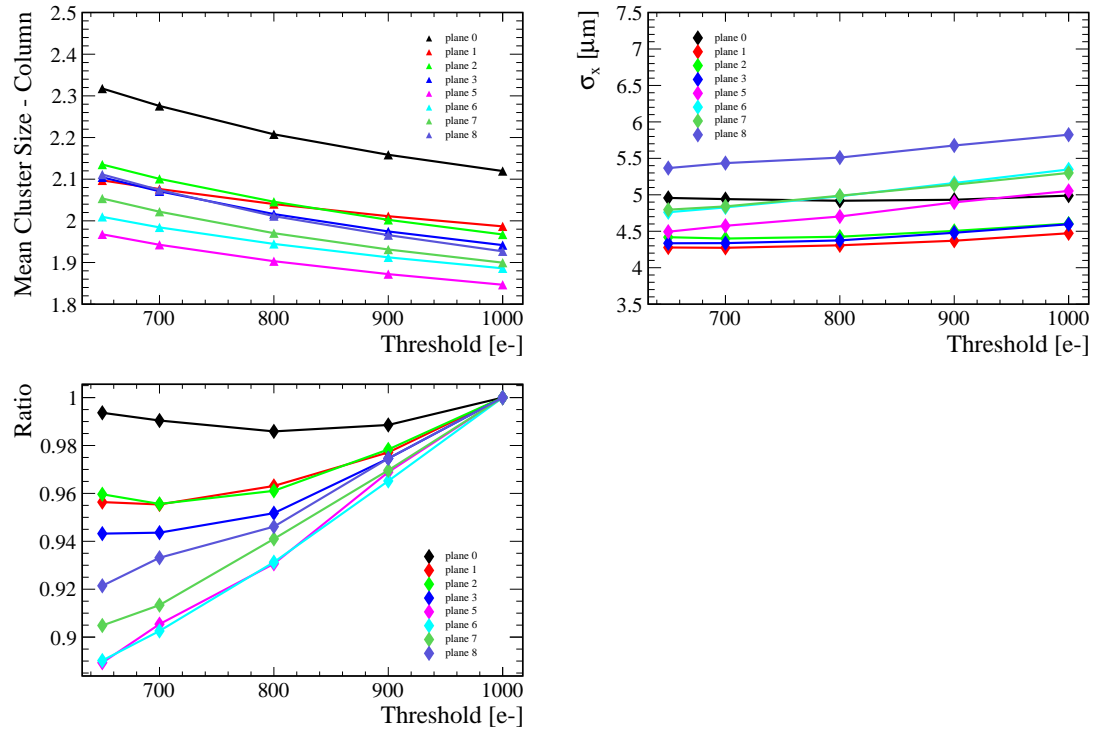 Mean Cluster Size - Column
2.5
2.4
2.3
2.2
2.1
2
1.9
1.8
700
800
900
1000
Threshold [e-]
plane 0
plane 1
plane 2
plane 3
plane 5
plane 6
plane 7
plane 8
σx [μm]
7.5
7
6.5
6
5.5
5
4.5
4
3.5
700
800
900
1000
Threshold [e-]
plane 0
plane 1
plane 2
plane 3
plane 5
plane 6
plane 7
plane 8
Ratio
1
0.98
0.96
0.94
0.92
0.9
700
800
900
1000
Threshold [e-]
plane 0
plane 1
plane 2
plane 3
plane 5
plane 6
plane 7
plane 8